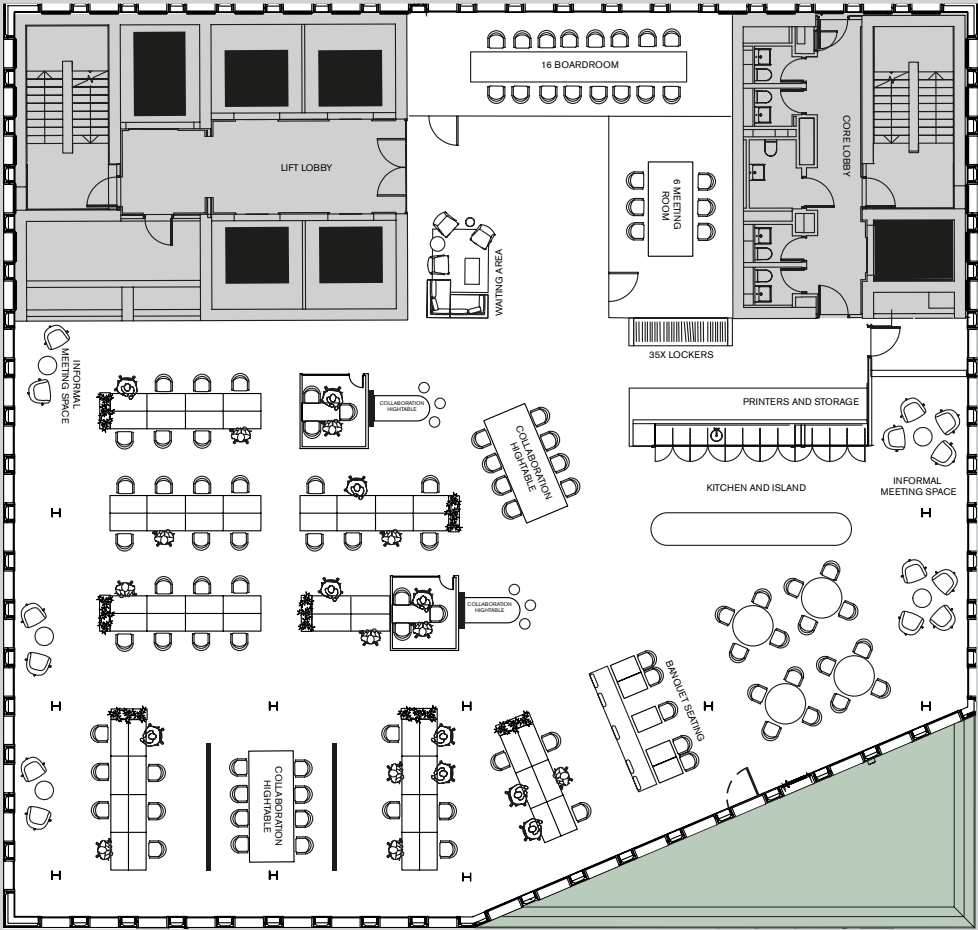 16 BOARDROOM
LIFT LOBBY
CORE LOBBY
6 MEETING
ROOM
WAITING AREA
35X LOCKERS
INFORMAL
MEETING SPACE
COLLABORATION
HIGHTABLE
PRINTERS AND STORAGE
COLLABORATION
HIGHTABLE
KITCHEN AND ISLAND
INFORMAL
MEETING SPACE
COLLABORATION
HIGHTABLE
BANQUET SEATING
COLLABORATION
HIGHTABLE